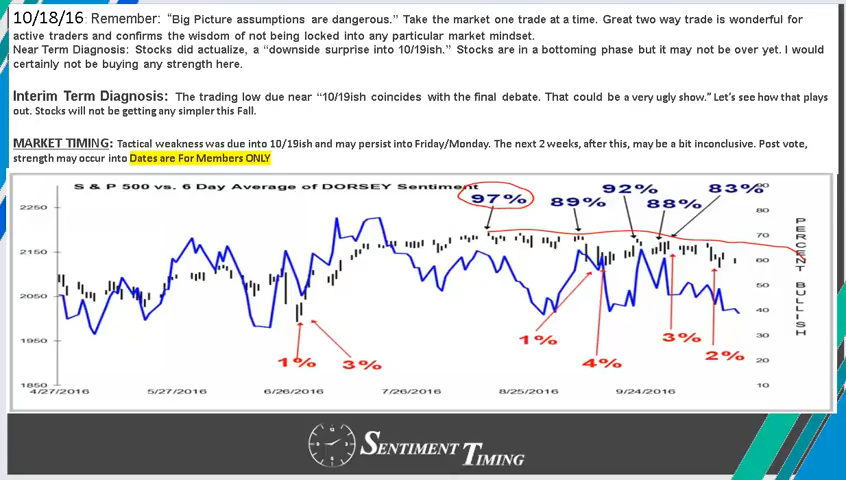 10/18/16: Remember: "Big Picture assumptions are dangerous." Take the market one trade at a time. Great two way trade is wonderful for
active traders and confirms the wisdom of not being locked into any particular market mindset.
Near Term Diagnosis: Stocks did actualize, a "downside surprise into 10/19ish." Stocks are in a bottoming phase but it may not be over yet. I would
certainly not be buying any strength here.
Interim Term Diagnosis: The trading low due near "10/19ish coincides with the final debate. That could be a very ugly show." Let's see how that plays
out. Stocks will not be getting any simpler this Fall.
MARKET TIMING: Tactical weakness was due into 10/19ish and may persist into Friday/Monday. The next 2 weeks, after this, may be a bit inconclusive. Post vote,
strength may occur into Dates are For Members ONLY
S & P 500 vs. 6 Day Average of DORSEY Sentiment
97% 89% 92% 88% 83%
2250
2150
2050
1950
1850
90
80
70
60
50
40
30
20
10
PERCENT BULLISH
1% 3% 1% 4% 3% 2%
4/27/2016 5/27/2016 6/26/2016 7/26/2016 8/25/2016 9/24/2016
SENTIMENT TIMING